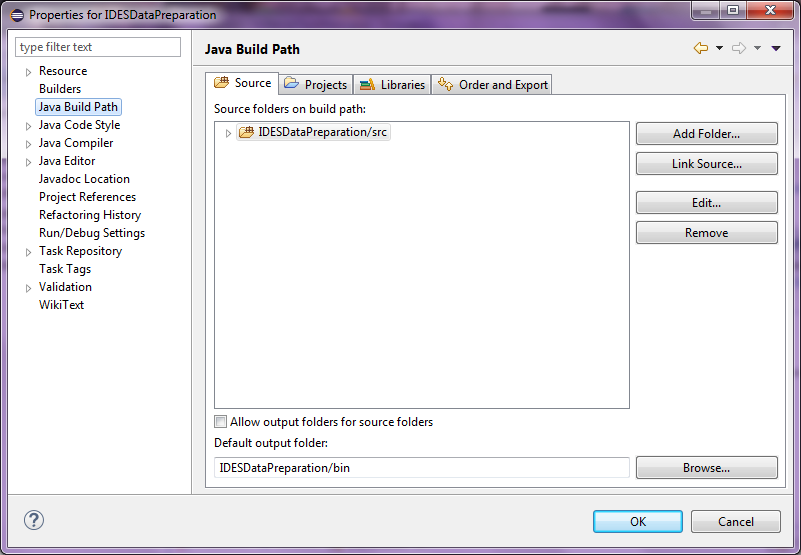 Properties for IDESDataPreparation
type filter text
Resource
Builders
Java Build Path
Java Code Style
Java Compiler
Java Editor
Javadoc Location
Project References
Refactoring History
Run/Debug Settings
Task Repository
Task Tags
Validation
WikiText
Java Build Path
Source Projects Libraries Order and Export
Source folders on build path:
IDESDataPreparation/src
Add Folder...
Link Source...
Edit...
Remove
Allow output folders for source folders
Default output folder:
IDESDataPreparation/bin
Browse...
?
OK Cancel